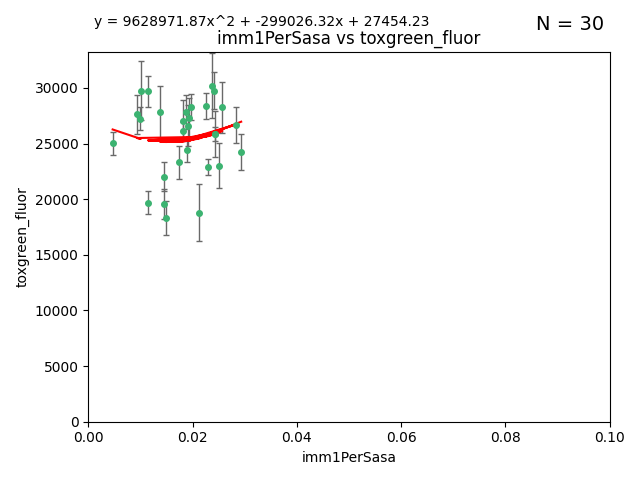 y = 9628971.87x^2 + -299026.32x + 27454.23
N = 30
imm1PerSasa vs toxgreen_fluor
30000
25000
20000
15000
10000
5000
0
toxgreen_fluor
0.00 0.02 0.04 0.06 0.08 0.10
imm1PerSasa